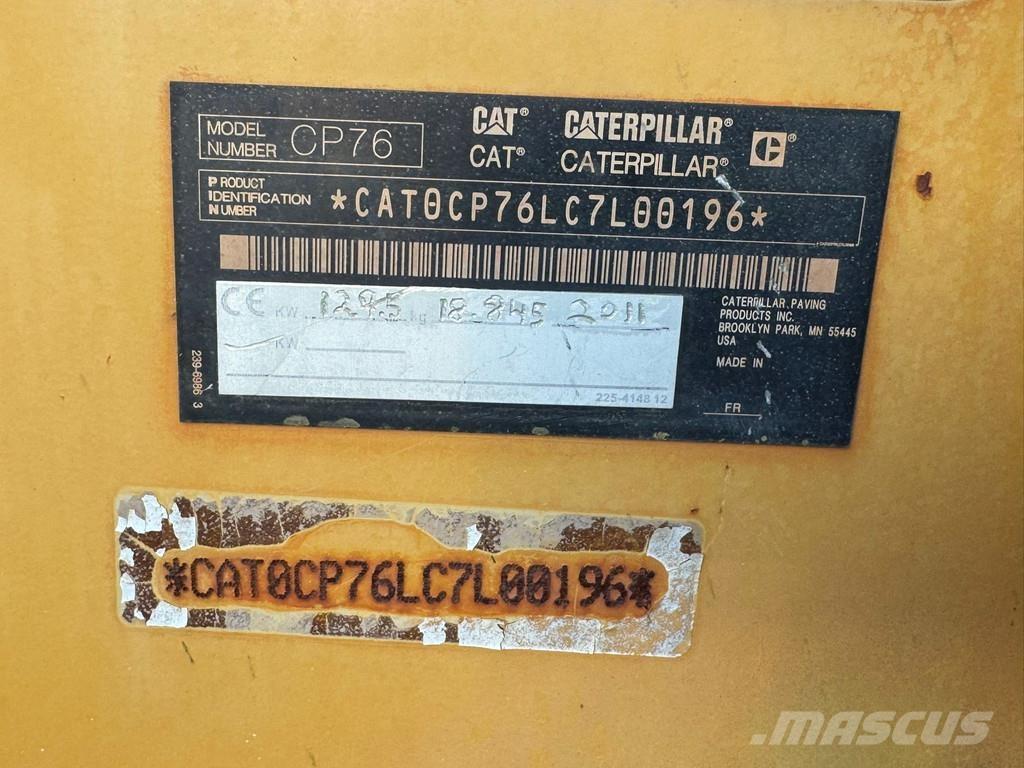 MODEL NUMBER CP76
CAT® CATERPILLAR® C®
CAT® CATERPILLAR®
PRODUCT IDENTIFICATION NUMBER *CAT0CP76LC7L00196*
CE KW 129.5 kg 18.845 2011
KW
225-4148 12
239-6986 3
CATERPILLAR PAVING
PRODUCTS INC.
BROOKLYN PARK, MN 55445
USA
MADE IN
FR
*CAT0CP76LC7L00196*
MASCUS